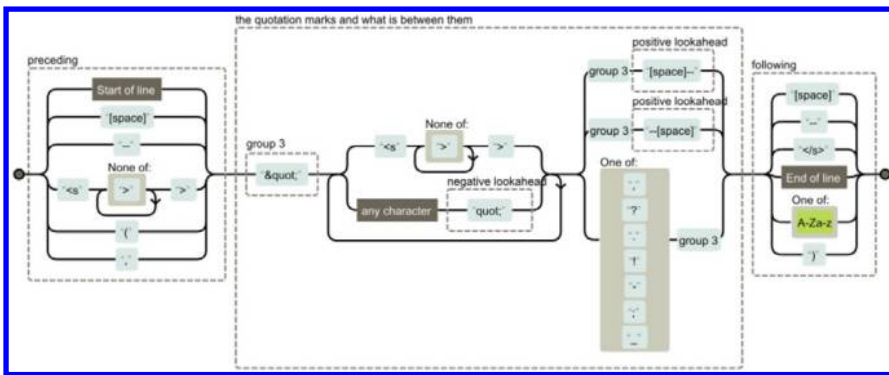 the quotation marks and what is between them
preceding
Start of line
"[space]"
"--"
None of:
"<s"
">"
">"
"("
group 3
"&quot;"
None of:
"<s"
">"
">"
negative lookahead
any character
"quot;"
positive lookahead
group 3
"[space]--"
positive lookahead
group 3
"--[space]"
One of:
","
"?"
"."
"!"
group 3
following
"[space]"
"</s>"
End of line
One of:
A-Za-z
")"